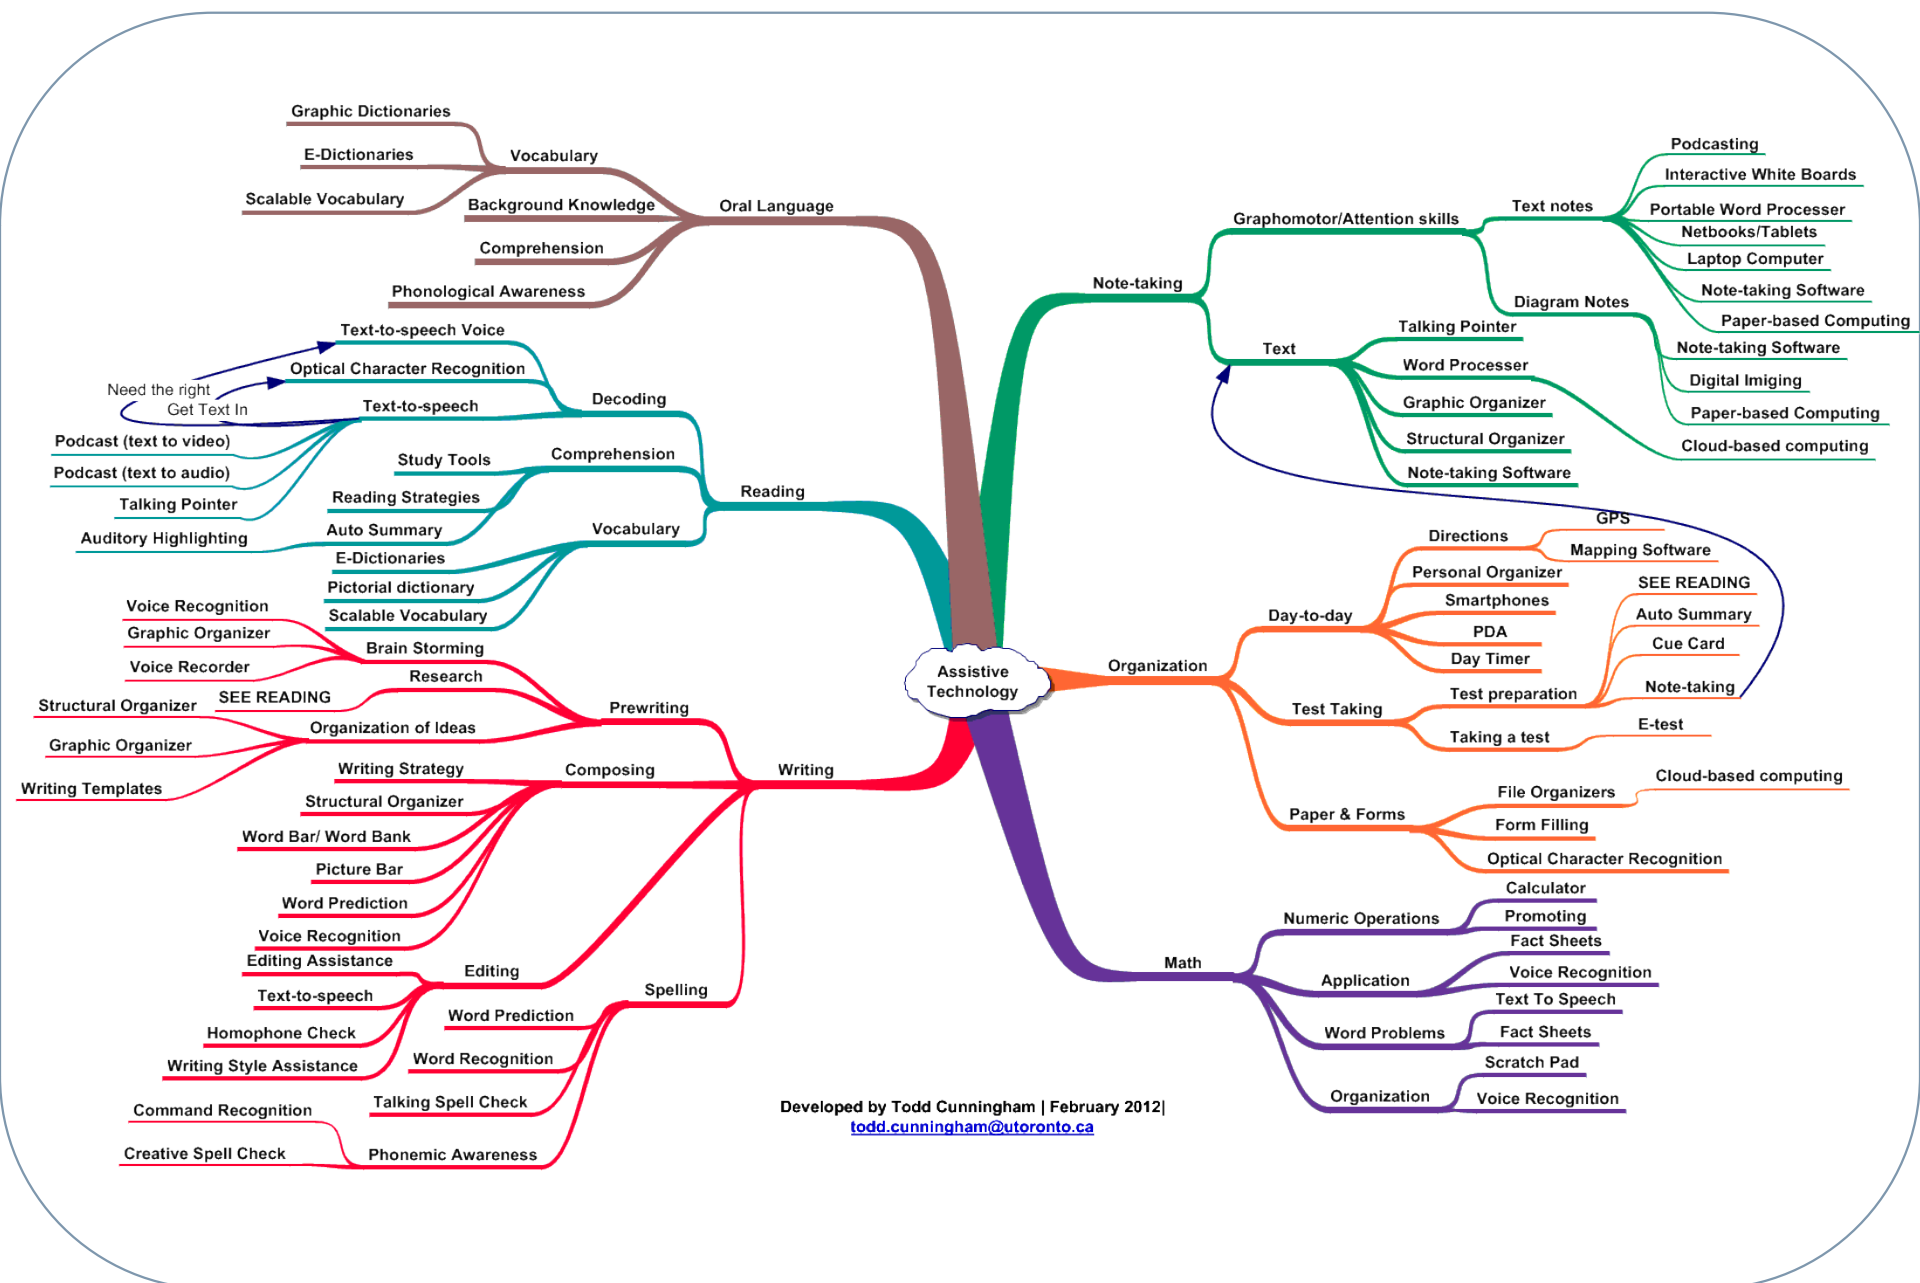 Graphic Dictionaries
E-Dictionaries
Vocabulary
Scalable Vocabulary
Background Knowledge
Oral Language
Comprehension
Phonological Awareness
Text-to-speech Voice
Optical Character Recognition
Need the right
Get Text In
Text-to-speech
Decoding
Podcast (text to video)
Podcast (text to audio)
Talking Pointer
Study Tools
Comprehension
Reading Strategies
Reading
Auto Summary
Auditory Highlighting
Vocabulary
E-Dictionaries
Pictorial dictionary
Scalable Vocabulary
Voice Recognition
Graphic Organizer
Voice Recorder
Brain Storming
Research
SEE READING
Structural Organizer
Prewriting
Organization of Ideas
Graphic Organizer
Writing Templates
Writing Strategy
Composing
Writing
Structural Organizer
Word Bar/ Word Bank
Picture Bar
Word Prediction
Voice Recognition
Editing Assistance
Editing
Text-to-speech
Homophone Check
Writing Style Assistance
Spelling
Word Prediction
Word Recognition
Talking Spell Check
Command Recognition
Creative Spell Check
Phonemic Awareness
Assistive
Technology
Note-taking
Graphomotor/Attention skills
Text notes
Podcasting
Interactive White Boards
Portable Word Processer
Netbooks/Tablets
Laptop Computer
Note-taking Software
Paper-based Computing
Diagram Notes
Note-taking Software
Digital Imiging
Paper-based Computing
Text
Talking Pointer
Word Processer
Cloud-based computing
Graphic Organizer
Structural Organizer
Note-taking Software
Organization
Day-to-day
Directions
GPS
Mapping Software
Personal Organizer
Smartphones
PDA
Day Timer
Test Taking
Test preparation
SEE READING
Auto Summary
Cue Card
Note-taking
Taking a test
E-test
Paper & Forms
File Organizers
Cloud-based computing
Form Filling
Optical Character Recognition
Math
Numeric Operations
Calculator
Promoting
Application
Fact Sheets
Voice Recognition
Word Problems
Text To Speech
Fact Sheets
Organization
Scratch Pad
Voice Recognition
Developed by Todd Cunningham | February 2012|
todd.cunningham@utoronto.ca